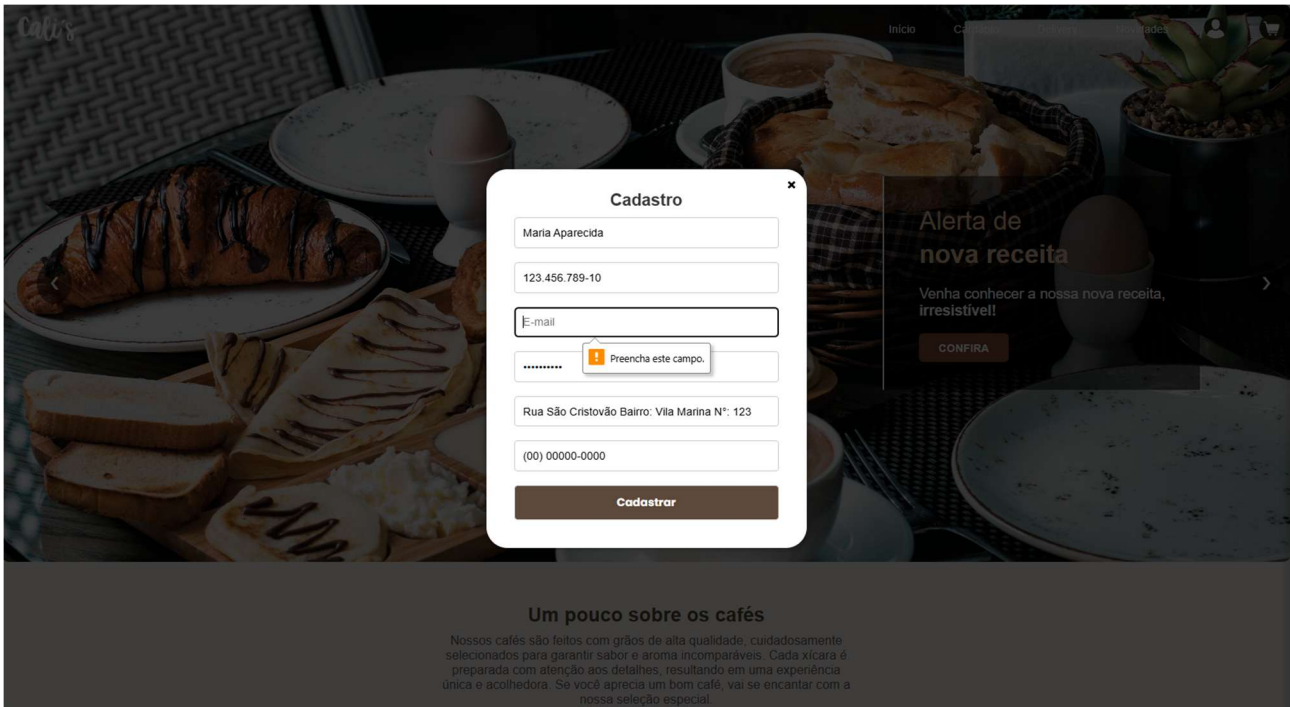 Cali's
Início
Cardápio
Delivery
Novidades
Cadastro
Maria Aparecida
123.456.789-10
E-mail
Preencha este campo.
••••••••••
Rua São Cristovão Bairro: Vila Marina N°: 123
(00) 00000-0000
Cadastrar
Alerta de
nova receita
Venha conhecer a nossa nova receita,
irresistível!
CONFIRA
Um pouco sobre os cafés
Nossos cafés são feitos com grãos de alta qualidade, cuidadosamente
selecionados para garantir sabor e aroma incomparáveis. Cada xícara é
preparada com atenção aos detalhes, resultando em uma experiência
única e acolhedora. Se você aprecia um bom café, vai se encantar com a
nossa seleção especial.